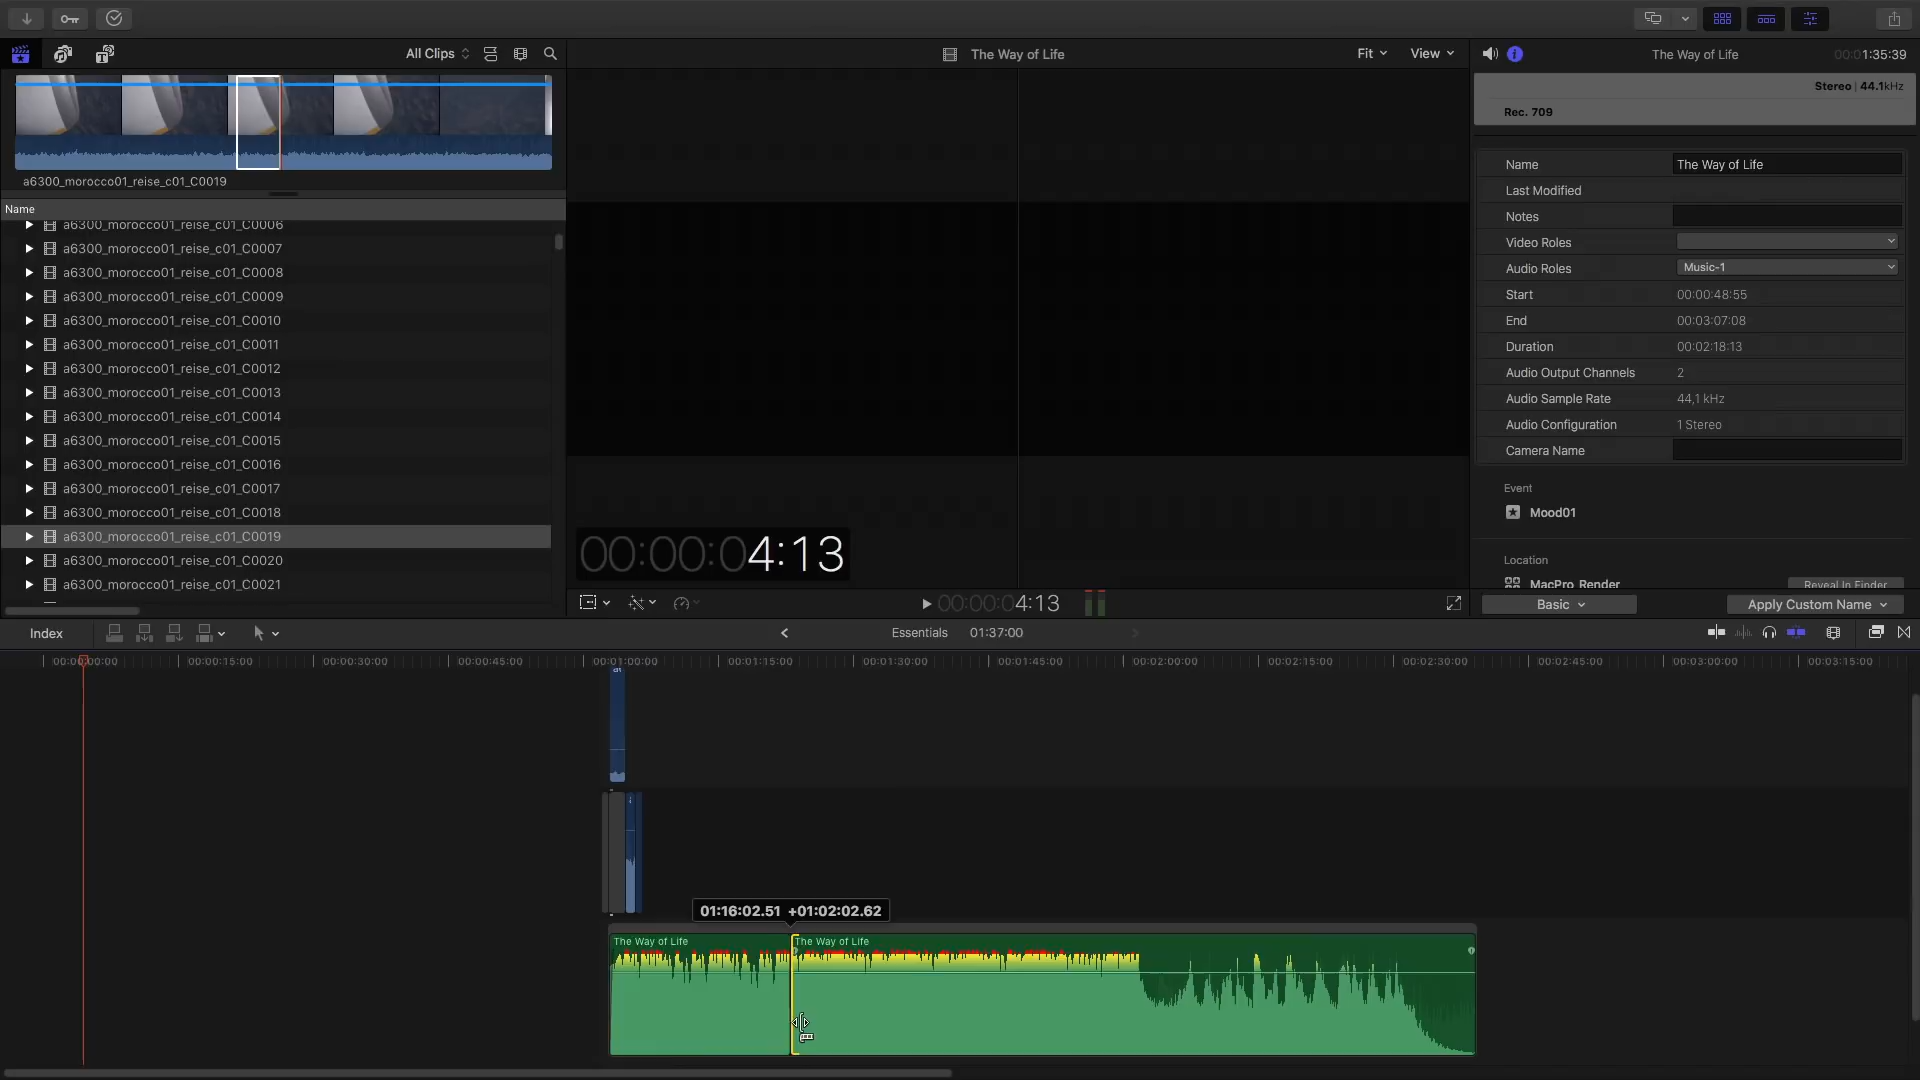 All Clips
The Way of Life
Fit
View
The Way of Life
00:01:35:39
Stereo | 44.1kHz
Rec. 709
a6300_morocco01_reise_c01_C0019
Name
a6300_morocco01_reise_c01_C0006
a6300_morocco01_reise_c01_C0007
a6300_morocco01_reise_c01_C0008
a6300_morocco01_reise_c01_C0009
a6300_morocco01_reise_c01_C0010
a6300_morocco01_reise_c01_C0011
a6300_morocco01_reise_c01_C0012
a6300_morocco01_reise_c01_C0013
a6300_morocco01_reise_c01_C0014
a6300_morocco01_reise_c01_C0015
a6300_morocco01_reise_c01_C0016
a6300_morocco01_reise_c01_C0017
a6300_morocco01_reise_c01_C0018
a6300_morocco01_reise_c01_C0019
a6300_morocco01_reise_c01_C0020
a6300_morocco01_reise_c01_C0021
00:00:04:13
00:00:04:13
Name The Way of Life
Last Modified
Notes
Video Roles
Audio Roles Music-1
Start 00:00:48:55
End 00:03:07:08
Duration 00:02:18:13
Audio Output Channels 2
Audio Sample Rate 44,1 kHz
Audio Configuration 1 Stereo
Camera Name
Event
Mood01
Location
MacPro_Render Reveal In Finder
Basic
Apply Custom Name
Index
Essentials 01:37:00
00:00:00:00 00:00:15:00 00:00:30:00 00:00:45:00 00:01:00:00 00:01:15:00 00:01:30:00 00:01:45:00 00:02:00:00 00:02:15:00 00:02:30:00 00:02:45:00 00:03:00:00 00:03:15:00
01:16:02.51 +01:02:02.62
The Way of Life
The Way of Life